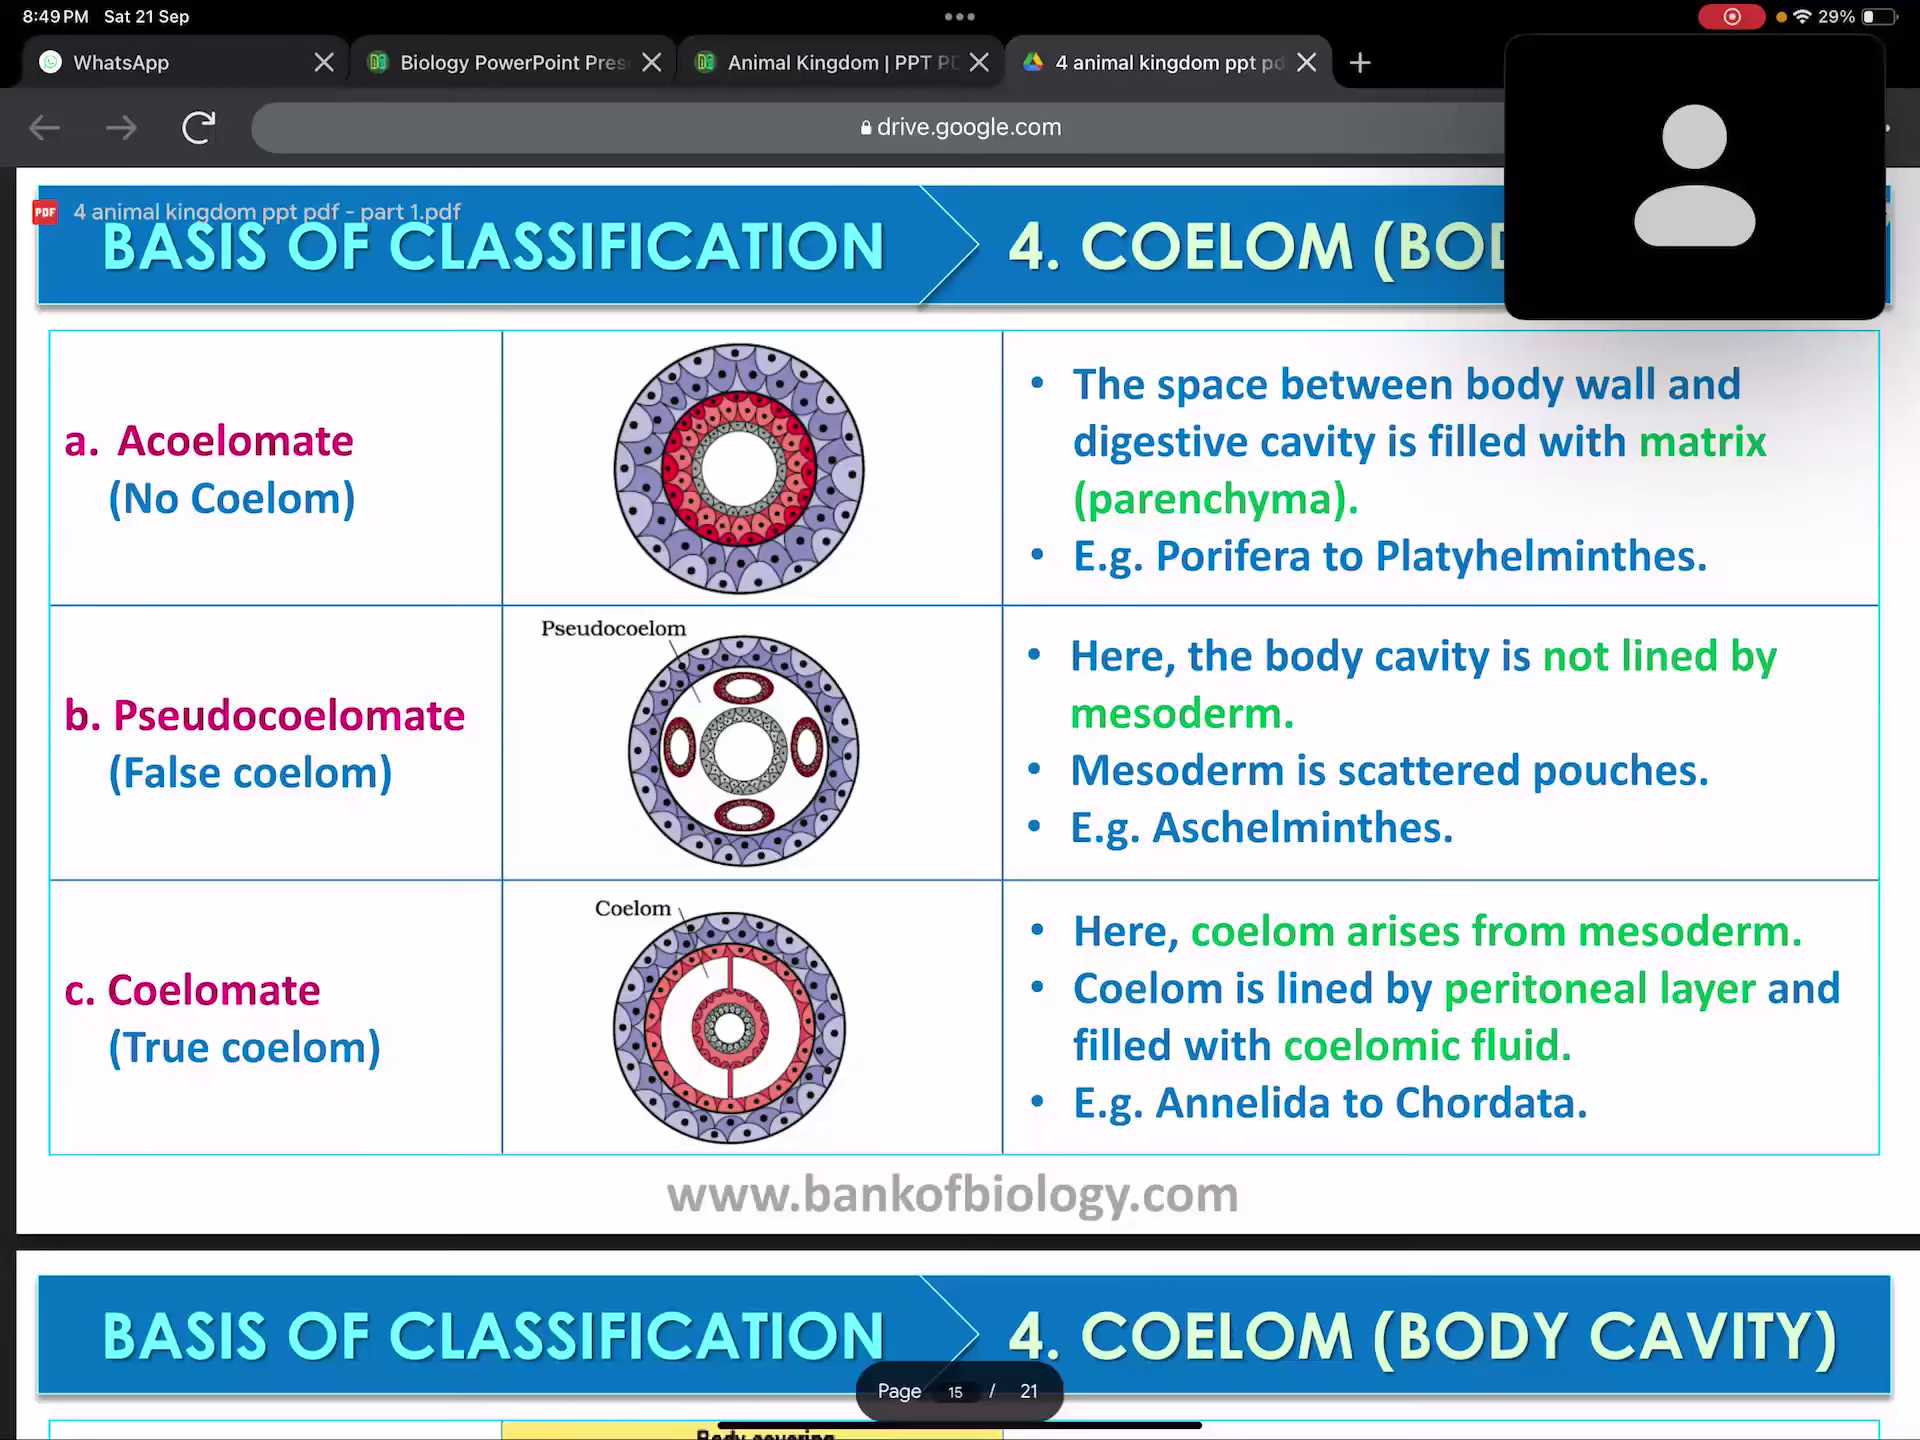 8:49 PM Sat 21 Sep
29%
WhatsApp
Biology PowerPoint Pres
Animal Kingdom | PPT PD
4 animal kingdom ppt pd
drive.google.com
PDF 4 animal kingdom ppt pdf - part 1.pdf
BASIS OF CLASSIFICATION
4. COELOM (BOD
a. Acoelomate
(No Coelom)
• The space between body wall and
digestive cavity is filled with matrix
(parenchyma).
• E.g. Porifera to Platyhelminthes.
b. Pseudocoelomate
(False coelom)
Pseudocoelom
• Here, the body cavity is not lined by
mesoderm.
• Mesoderm is scattered pouches.
• E.g. Aschelminthes.
c. Coelomate
(True coelom)
Coelom
• Here, coelom arises from mesoderm.
• Coelom is lined by peritoneal layer and
filled with coelomic fluid.
• E.g. Annelida to Chordata.
www.bankofbiology.com
BASIS OF CLASSIFICATION
4. COELOM (BODY CAVITY)
Page 15 / 21
Body covering